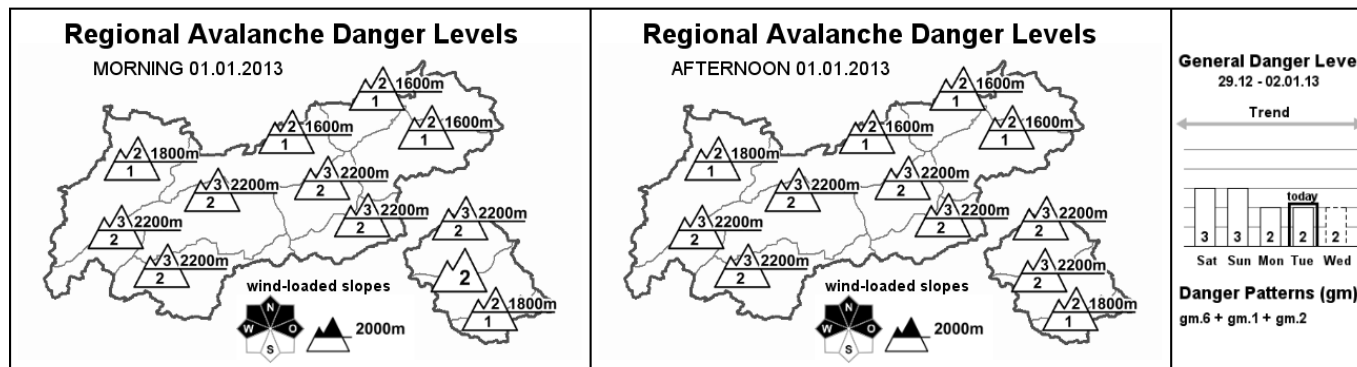 Regional Avalanche Danger Levels
MORNING 01.01.2013
2 1600m
1
2 1600m
1
2 1600m
1
2 1800m
1
3 2200m
2
3 2200m
2
3 2200m
2
3 2200m
2
3 2200m
2
3 2200m
2
2
2 1800m
1
wind-loaded slopes
N
W O
S
2000m
Regional Avalanche Danger Levels
AFTERNOON 01.01.2013
2 1600m
1
2 1600m
1
2 1600m
1
2 1800m
1
3 2200m
2
3 2200m
2
3 2200m
2
3 2200m
2
3 2200m
2
3 2200m
2
3 2200m
2
2 1800m
1
wind-loaded slopes
N
W O
S
2000m
General Danger Leve
29.12 - 02.01.13
Trend
today
3 3 2 2 2
Sat Sun Mon Tue Wed
Danger Patterns (gm)
gm.6 + gm.1 + gm.2